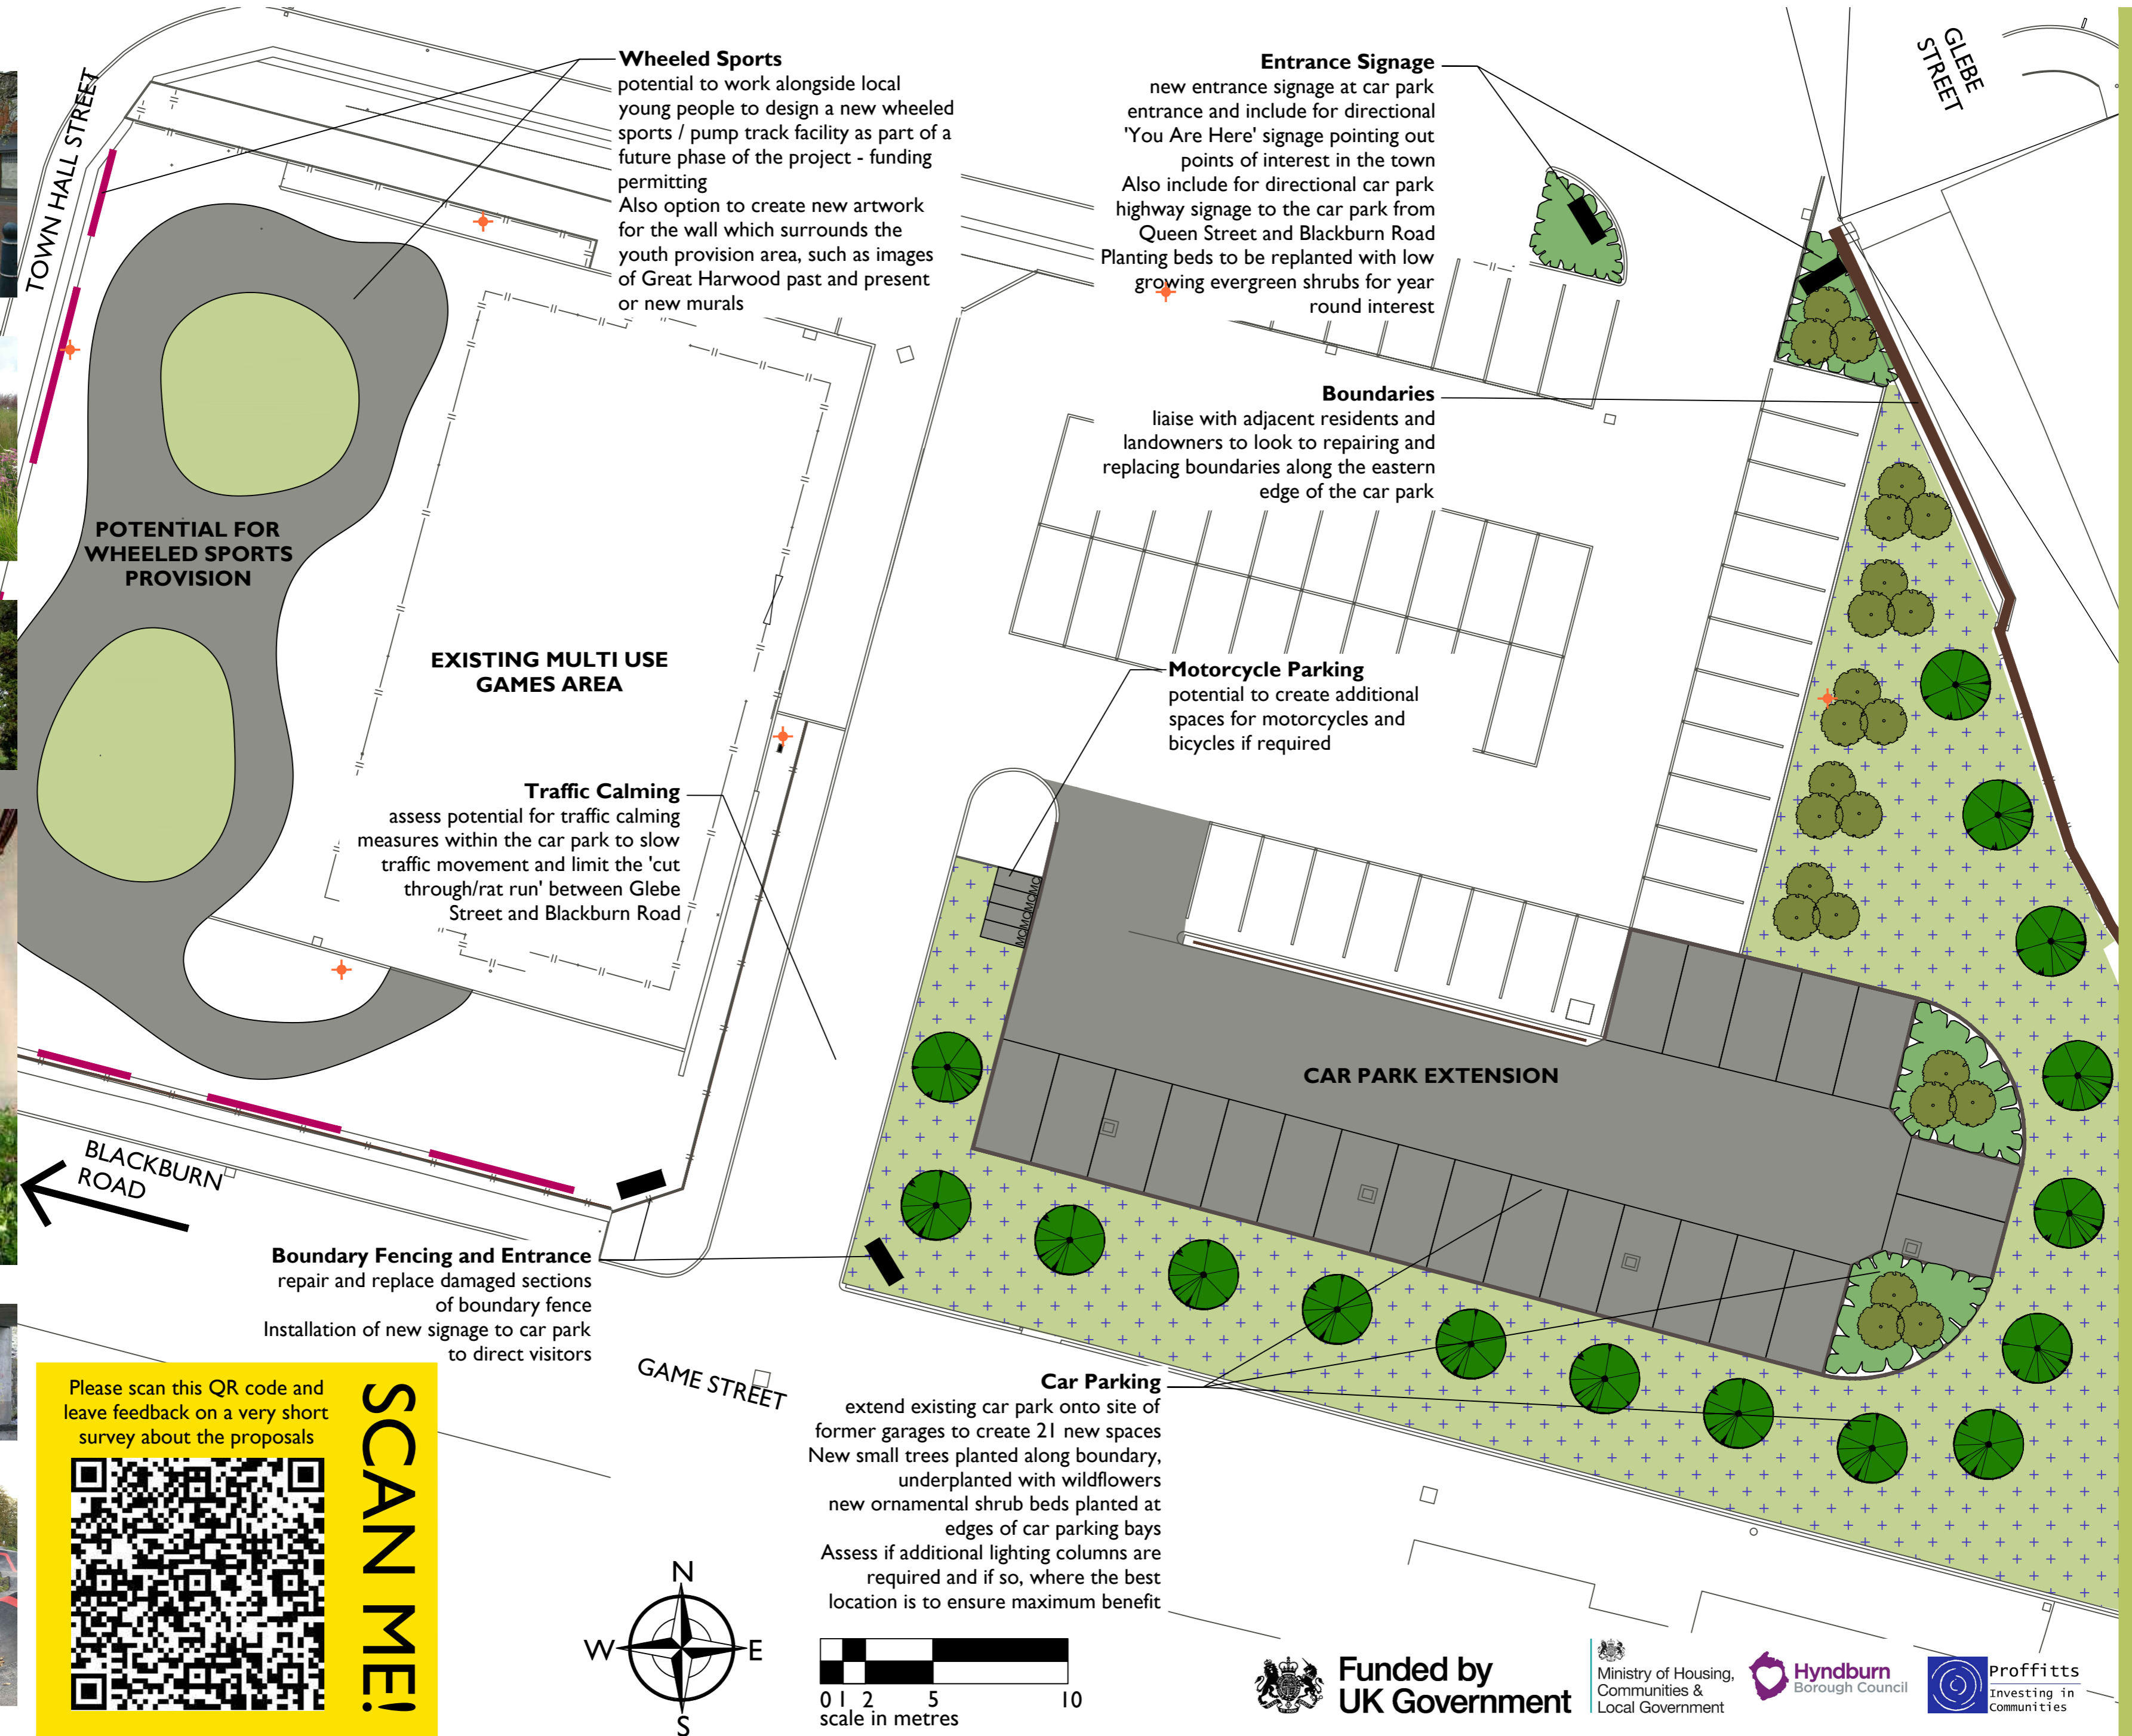 Wheeled Sports
potential to work alongside local
young people to design a new wheeled
sports / pump track facility as part of a
future phase of the project - funding
permitting
Also option to create new artwork
for the wall which surrounds the
youth provision area, such as images
of Great Harwood past and present
or new murals
Entrance Signage
new entrance signage at car park
entrance and include for directional
'You Are Here' signage pointing out
points of interest in the town
Also include for directional car park
highway signage to the car park from
Queen Street and Blackburn Road
Planting beds to be replanted with low
growing evergreen shrubs for year
round interest
GLEBE
STREET
TOWN HALL STREET
Boundaries
liaise with adjacent residents and
landowners to look to repairing and
replacing boundaries along the eastern
edge of the car park
POTENTIAL FOR
WHEELED SPORTS
PROVISION
EXISTING MULTI USE
GAMES AREA
Motorcycle Parking
potential to create additional
spaces for motorcycles and
bicycles if required
Traffic Calming
assess potential for traffic calming
measures within the car park to slow
traffic movement and limit the 'cut
through/rat run' between Glebe
Street and Blackburn Road
MO
MO
MO
MO
CAR PARK EXTENSION
BLACKBURN
ROAD
Boundary Fencing and Entrance
repair and replace damaged sections
of boundary fence
Installation of new signage to car park
to direct visitors
GAME STREET
Car Parking
extend existing car park onto site of
former garages to create 21 new spaces
New small trees planted along boundary,
underplanted with wildflowers
new ornamental shrub beds planted at
edges of car parking bays
Assess if additional lighting columns are
required and if so, where the best
location is to ensure maximum benefit
Please scan this QR code and
leave feedback on a very short
survey about the proposals
SCAN ME!
N
W
E
S
0 1 2 5 10
scale in metres
Funded by
UK Government
Ministry of Housing,
Communities &
Local Government
Hyndburn
Borough Council
Proffitts
Investing in
Communities